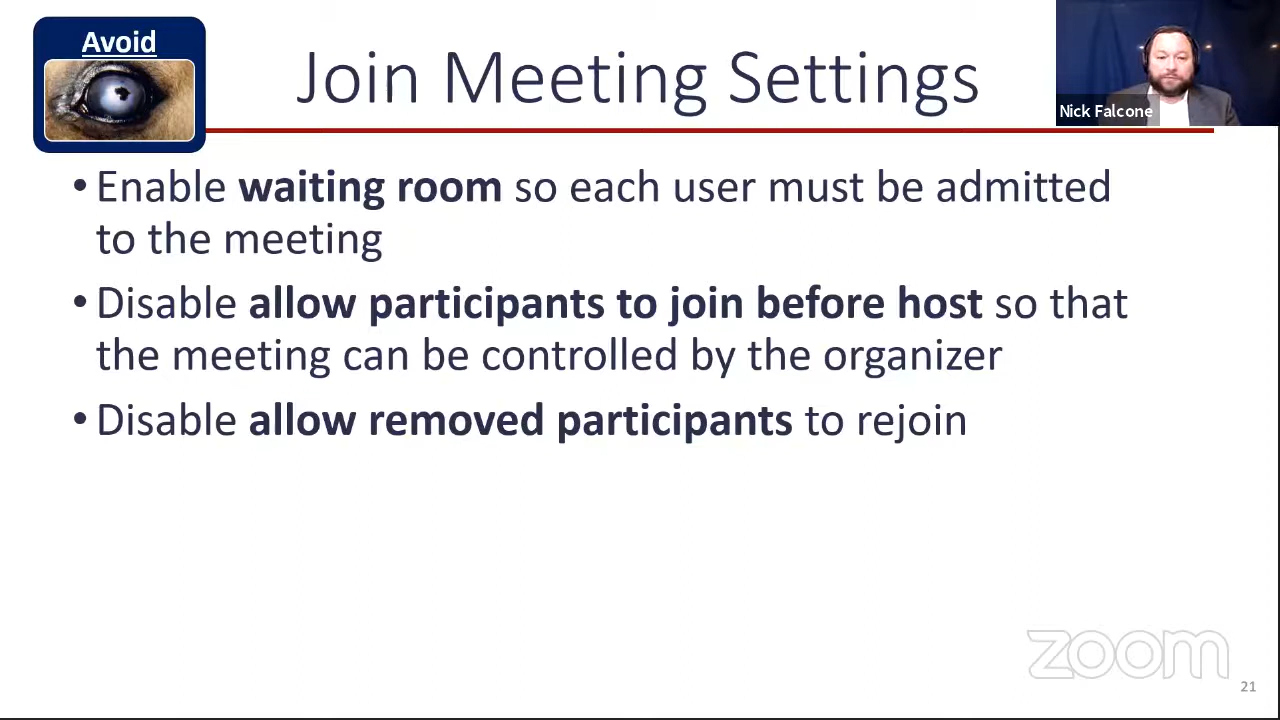 Avoid
Join Meeting Settings
Nick Falcone
• Enable waiting room so each user must be admitted
to the meeting
• Disable allow participants to join before host so that
the meeting can be controlled by the organizer
• Disable allow removed participants to rejoin
zoom
21